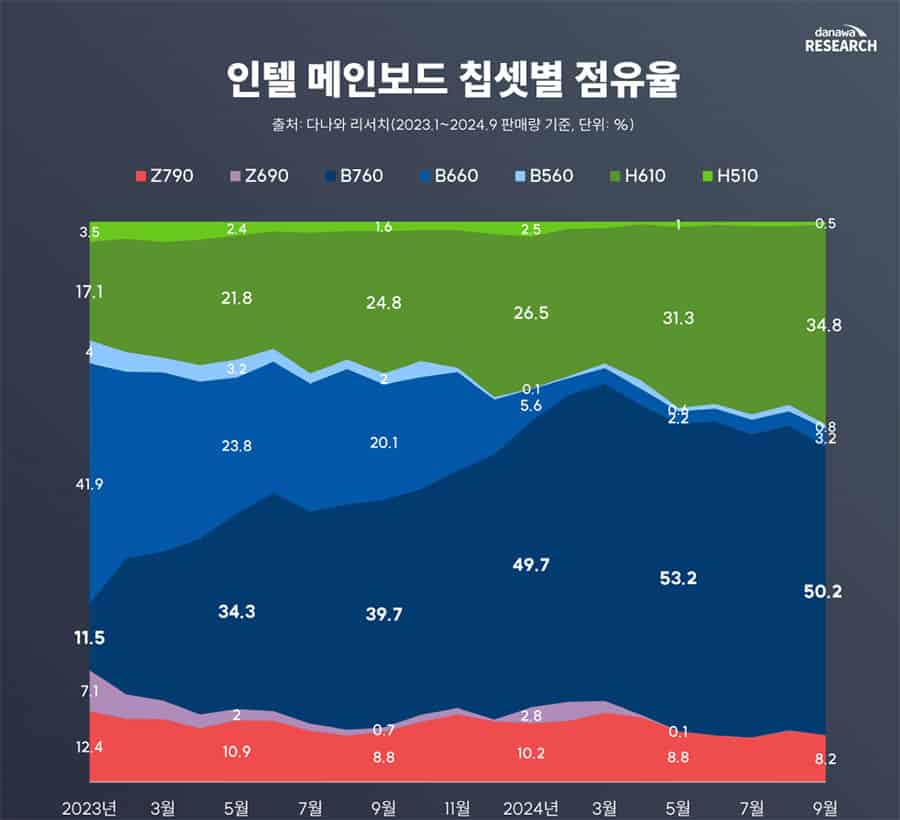 danawa
RESEARCH
인텔 메인보드 칩셋별 점유율
출처: 다나와 리서치(2023.1~2024.9 판매량 기준, 단위: %)
Z790 Z690 B760 B660 B560 H610 H510
3.5 2.4 1.6 2.5 1 0.5
17.1 21.8 24.8 26.5 31.3 34.8
4 3.2 2 0.1 0.4 0.8
41.9 23.8 20.1 5.6 2.2 3.2
11.5 34.3 39.7 49.7 53.2 50.2
7.1 2 0.7 2.8 0.1
12.4 10.9 8.8 10.2 8.8 8.2
2023년 3월 5월 7월 9월 11월 2024년 3월 5월 7월 9월